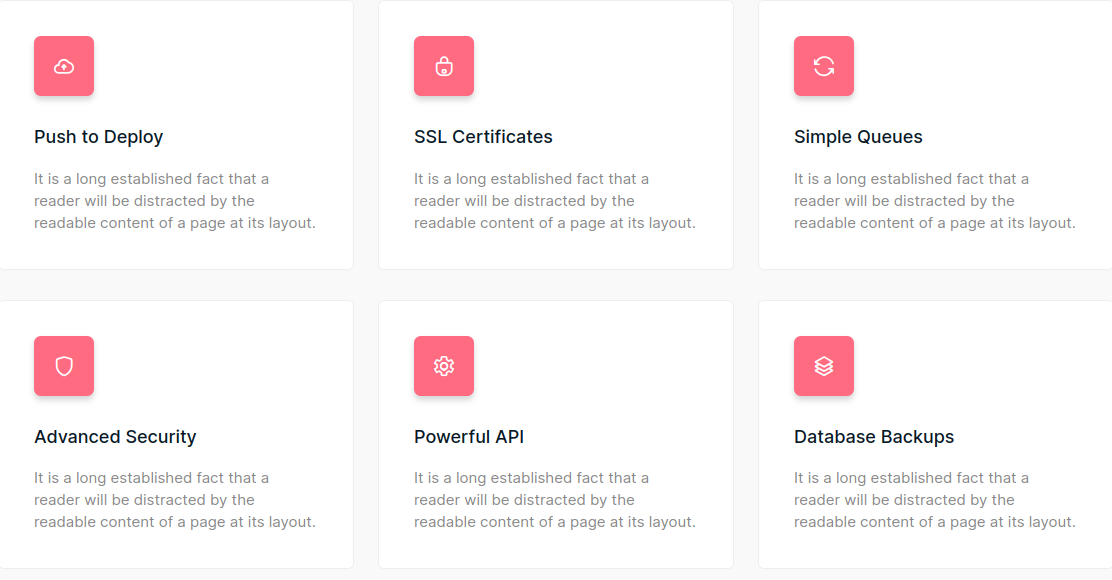 Push to Deploy
It is a long established fact that a
reader will be distracted by the
readable content of a page at its layout.
SSL Certificates
It is a long established fact that a
reader will be distracted by the
readable content of a page at its layout.
Simple Queues
It is a long established fact that a
reader will be distracted by the
readable content of a page at its layout.
Advanced Security
It is a long established fact that a
reader will be distracted by the
readable content of a page at its layout.
Powerful API
It is a long established fact that a
reader will be distracted by the
readable content of a page at its layout.
Database Backups
It is a long established fact that a
reader will be distracted by the
readable content of a page at its layout.